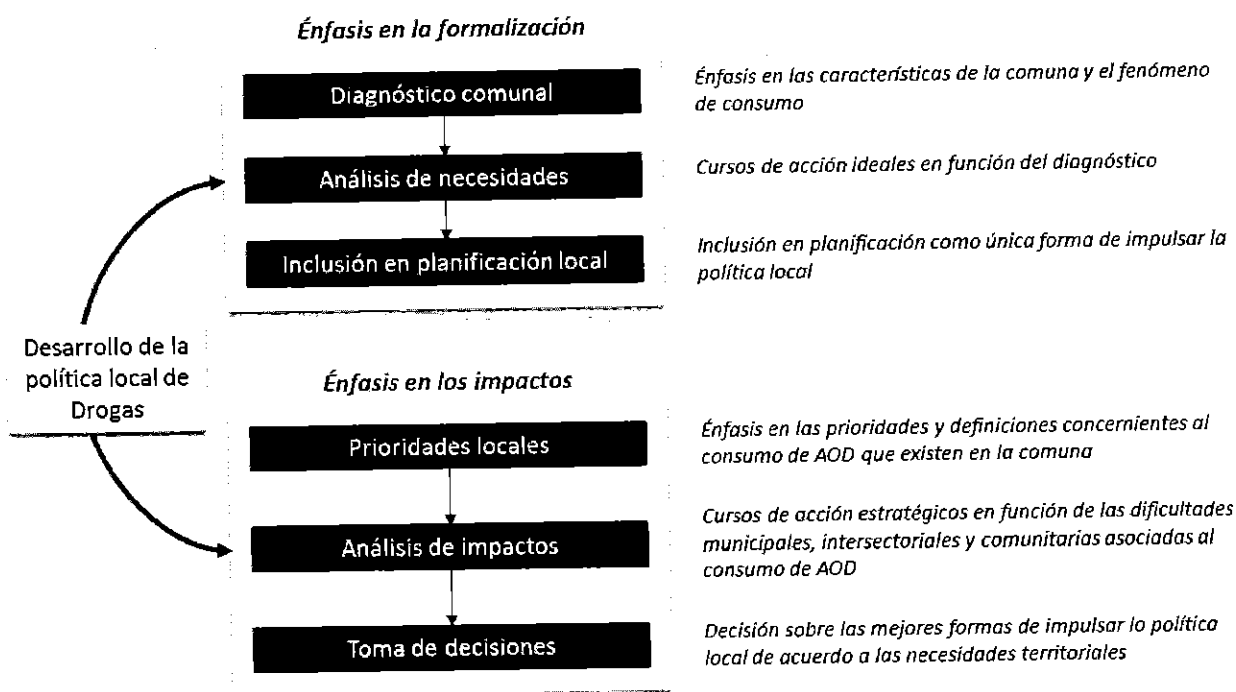 Énfasis en la formalización
Diagnóstico comunal
Énfasis en las características de la comuna y el fenómeno
de consumo
Análisis de necesidades
Cursos de acción ideales en función del diagnóstico
Inclusión en planificación local
Inclusión en planificación como única forma de impulsar la
política local
Desarrollo de la
política local de
Drogas
Énfasis en los impactos
Prioridades locales
Énfasis en las prioridades y definiciones concernientes al
consumo de AOD que existen en la comuna
Análisis de impactos
Cursos de acción estratégicos en función de las dificultades
municipales, intersectoriales y comunitarias asociadas al
consumo de AOD
Toma de decisiones
Decisión sobre las mejores formas de impulsar lo política
local de acuerdo a las necesidades territoriales